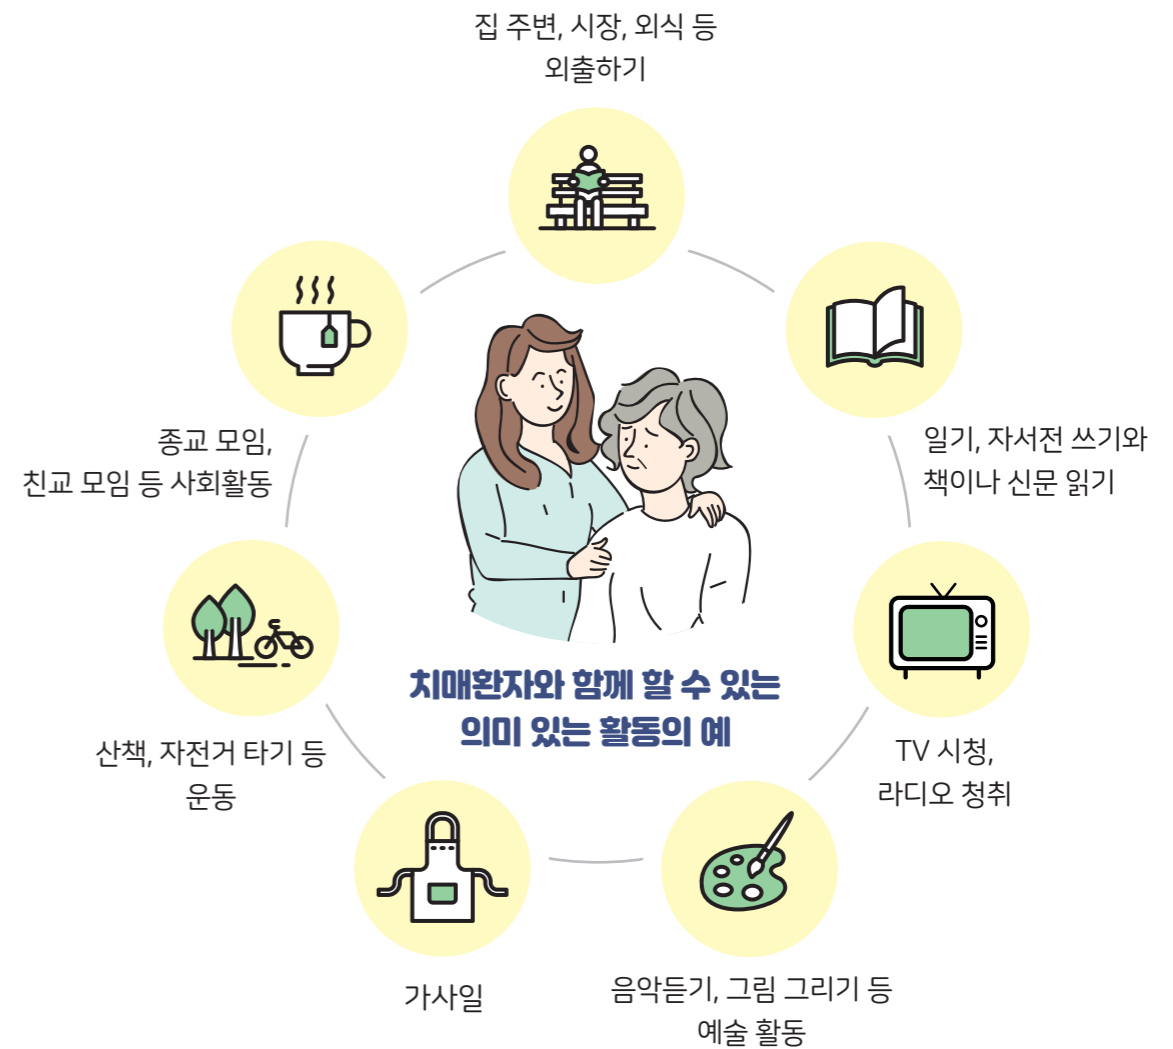 집 주변, 시장, 외식 등
외출하기
일기, 자서전 쓰기와
책이나 신문 읽기
TV 시청,
라디오 청취
음악듣기, 그림 그리기 등
예술 활동
가사일
산책, 자전거 타기 등
운동
종교 모임,
친교 모임 등 사회활동
치매환자와 함께 할 수 있는
의미 있는 활동의 예